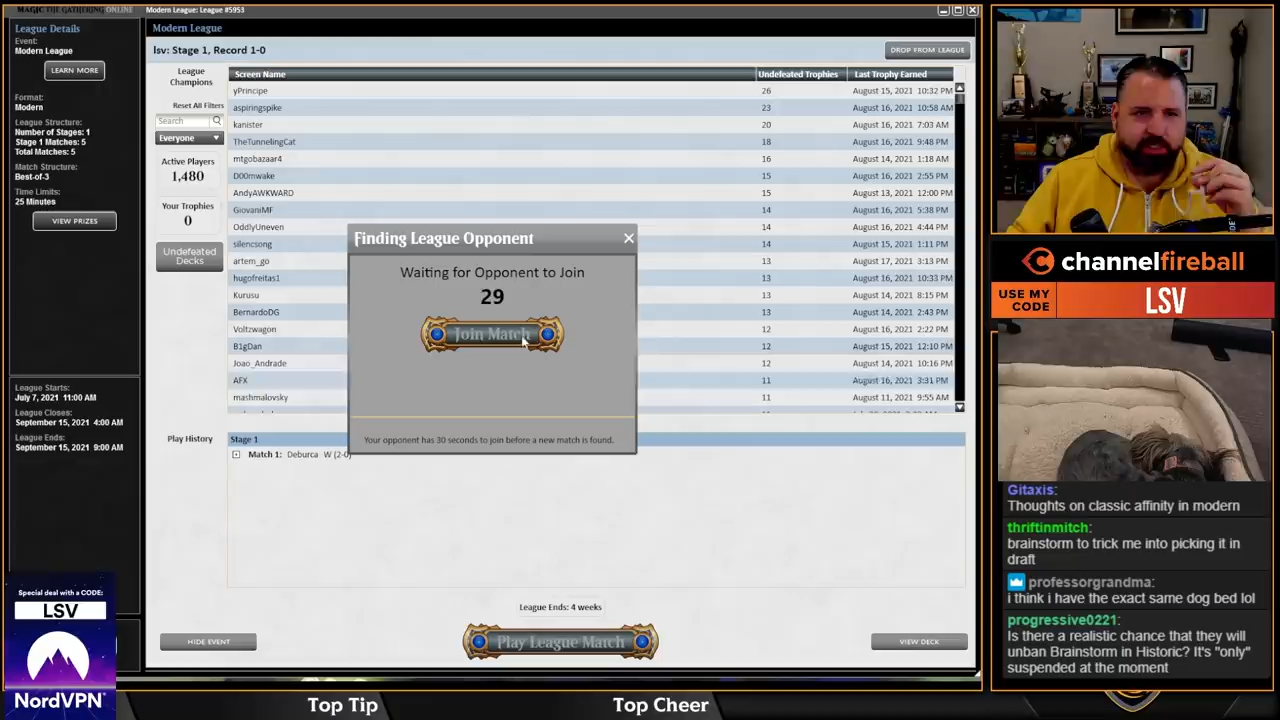 MAGIC THE GATHERING ONLINE
Modern League: League #5953
League Details
Event:
Modern League
LEARN MORE
Format:
Modern
League Structure:
Number of Stages: 1
Stage 1 Matches: 5
Total Matches: 5
Match Structure:
Best-of-3
Time Limits:
25 Minutes
VIEW PRIZES
League Starts:
July 7, 2021 11:00 AM
League Closes:
September 15, 2021 4:00 AM
League Ends:
September 15, 2021 9:00 AM
Modern League
lsv: Stage 1, Record 1-0
DROP FROM LEAGUE
League
Champions
Reset All Filters
Search
Everyone
Active Players
1,480
Your Trophies
0
Undefeated
Decks
Screen Name Undefeated Trophies Last Trophy Earned
yPrincipe 26 August 15, 2021 10:32 PM
aspiringspike 23 August 16, 2021 10:58 AM
kanister 20 August 16, 2021 7:03 AM
TheTunnelingCat 18 August 16, 2021 9:48 PM
mtgobazaar4 16 August 14, 2021 1:18 AM
D00mwake 15 August 16, 2021 2:55 PM
AndyAWKWARD 15 August 13, 2021 12:00 PM
GiovaniMF 14 August 16, 2021 5:38 PM
OddlyUneven 14 August 16, 2021 4:44 PM
silencsong 14 August 15, 2021 1:11 PM
artem_go 13 August 17, 2021 3:13 PM
hugofreitas1 13 August 16, 2021 10:33 PM
Kurusu 13 August 14, 2021 8:15 PM
BernardoDG 13 August 14, 2021 2:43 PM
Voltzwagon 12 August 16, 2021 2:22 PM
B1gDan 12 August 15, 2021 12:10 PM
Joao_Andrade 12 August 14, 2021 10:16 PM
AFX 11 August 16, 2021 3:31 PM
mashmalovsky 11 August 11, 2021 9:55 AM
Finding League Opponent
Waiting for Opponent to Join
29
Join Match
Your opponent has 30 seconds to join before a new match is found.
Play History
Stage 1
Match 1: Deburca W (2-0)
League Ends: 4 weeks
HIDE EVENT
Play League Match
VIEW DECK
Special deal with a CODE:
LSV
NordVPN
Top Tip
Top Cheer
channelfireball
USE MY
CODE
LSV
Gitaxis:
Thoughts on classic affinity in modern
thriftinmitch:
brainstorm to trick me into picking it in
draft
professorgrandma:
i think i have the exact same dog bed lol
progressive0221:
Is there a realistic chance that they will
unban Brainstorm in Historic? It's "only"
suspended at the moment